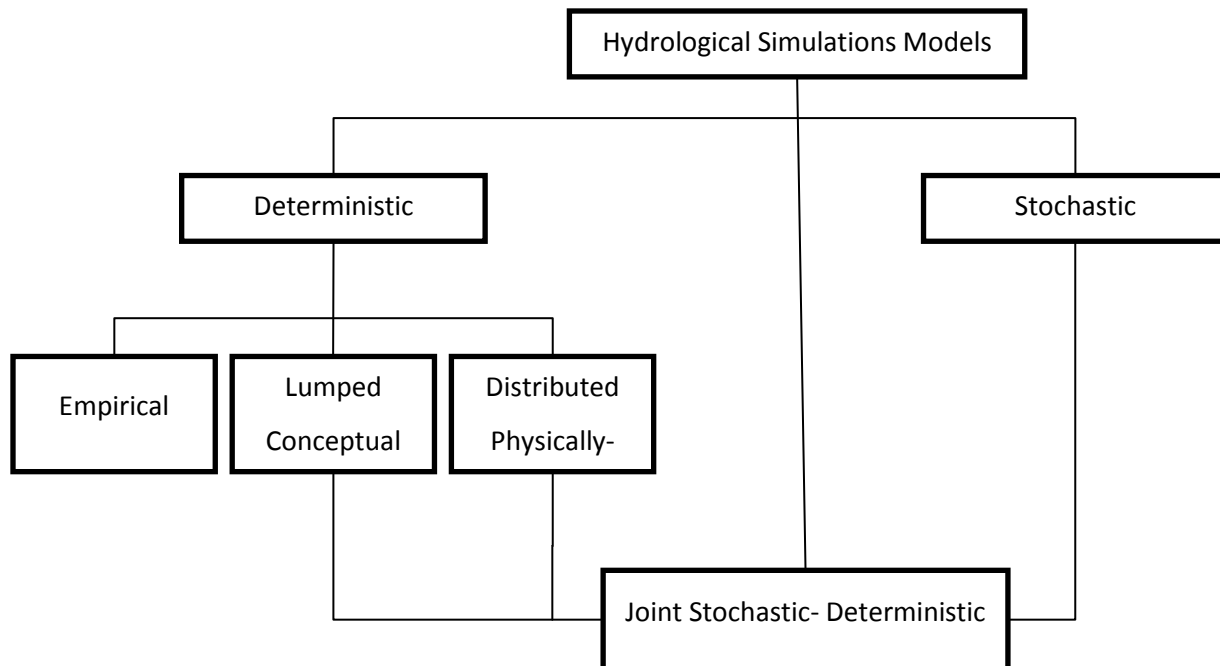 Hydrological Simulations Models
Deterministic
Stochastic
Empirical
Lumped
Conceptual
Distributed
Physically-
Joint Stochastic- Deterministic